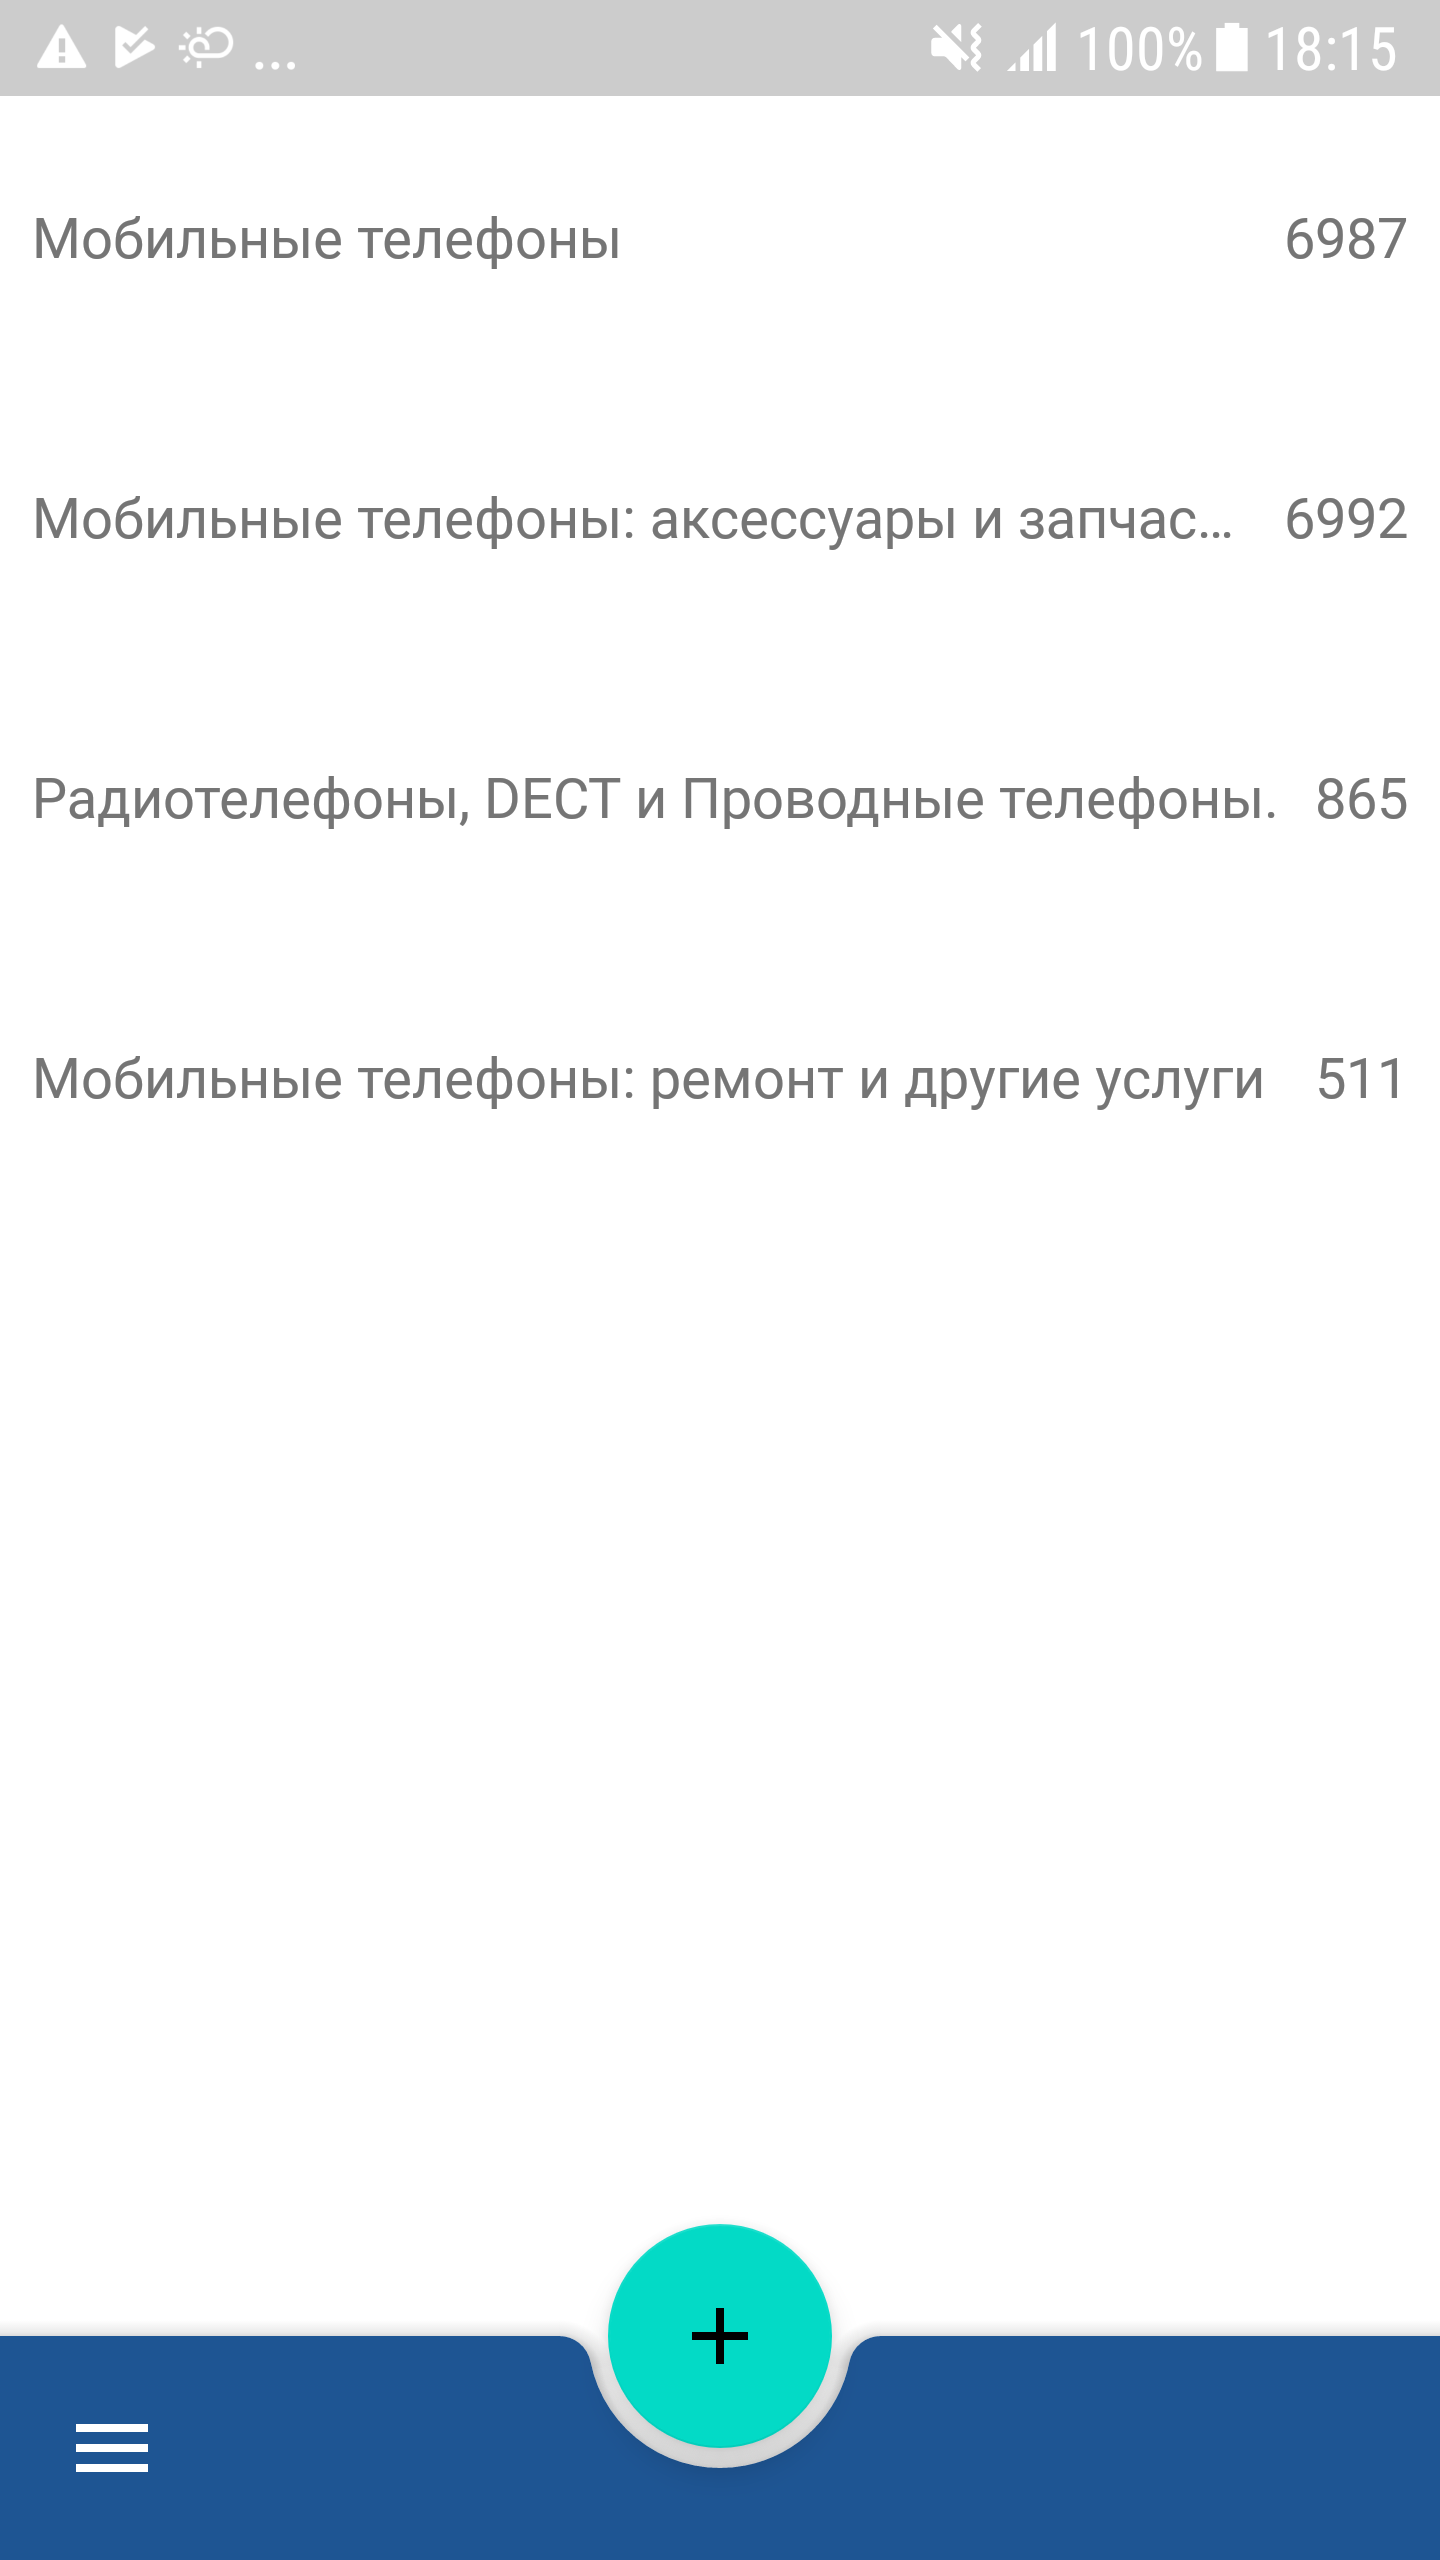 100% 18:15
Мобильные телефоны 6987
Мобильные телефоны: аксессуары и запчас... 6992
Радиотелефоны, DECT и Проводные телефоны. 865
Мобильные телефоны: ремонт и другие услуги 511